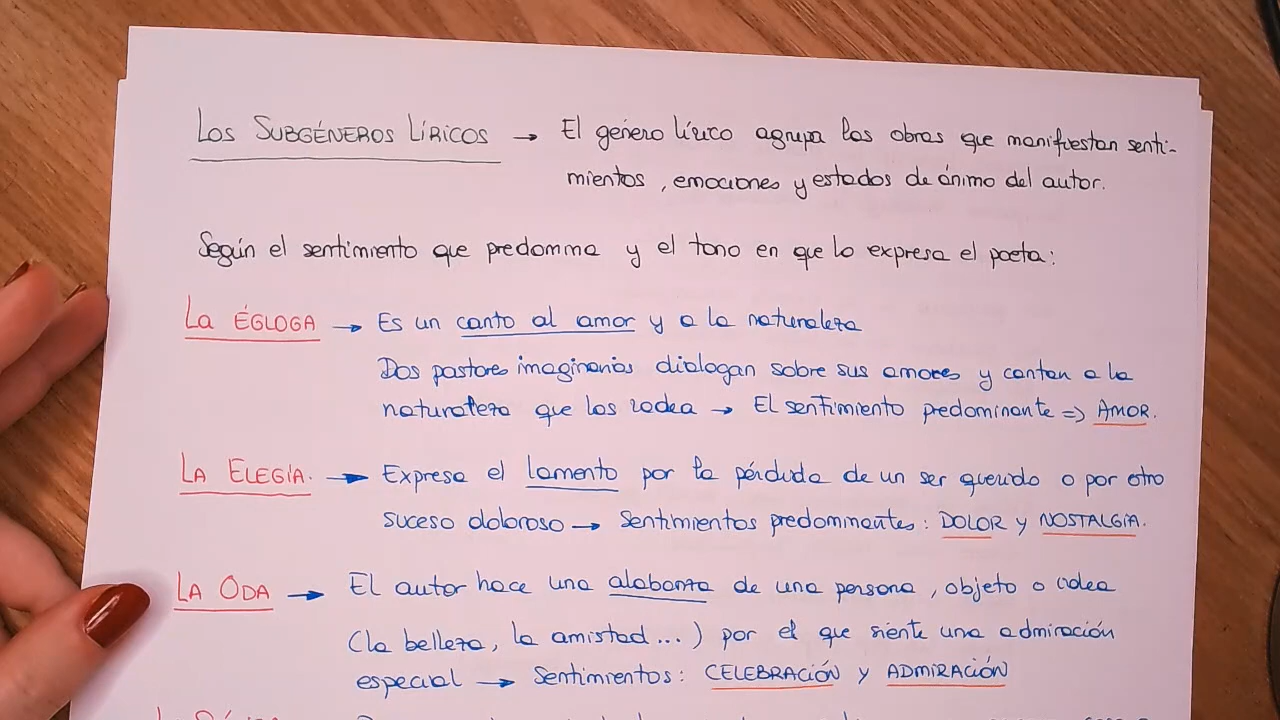 LOS SUBGÉNEROS LÍRICOS → El género lírico agrupa las obras que manifiestan senti-
mientos, emociones y estados de ánimo del autor.
Según el sentimiento que predomina y el tono en que lo expresa el poeta:
La ÉGLOGA → Es un canto al amor y a la naturaleza
Dos pastores imaginarios dialogan sobre sus amores y cantan a la
naturaleza que los rodea → El sentimiento predominante => AMOR.
LA ELEGÍA. → Expresa el lamento por la pérdida de un ser querido o por otro
suceso doloroso → Sentimientos predominantes: DOLOR y NOSTALGIA.
LA ODA → El autor hace una alabanza de una persona, objeto o idea
(la belleza, la amistad...) por el que siente una admiración
especial → Sentimientos: CELEBRACIÓN y ADMIRACIÓN